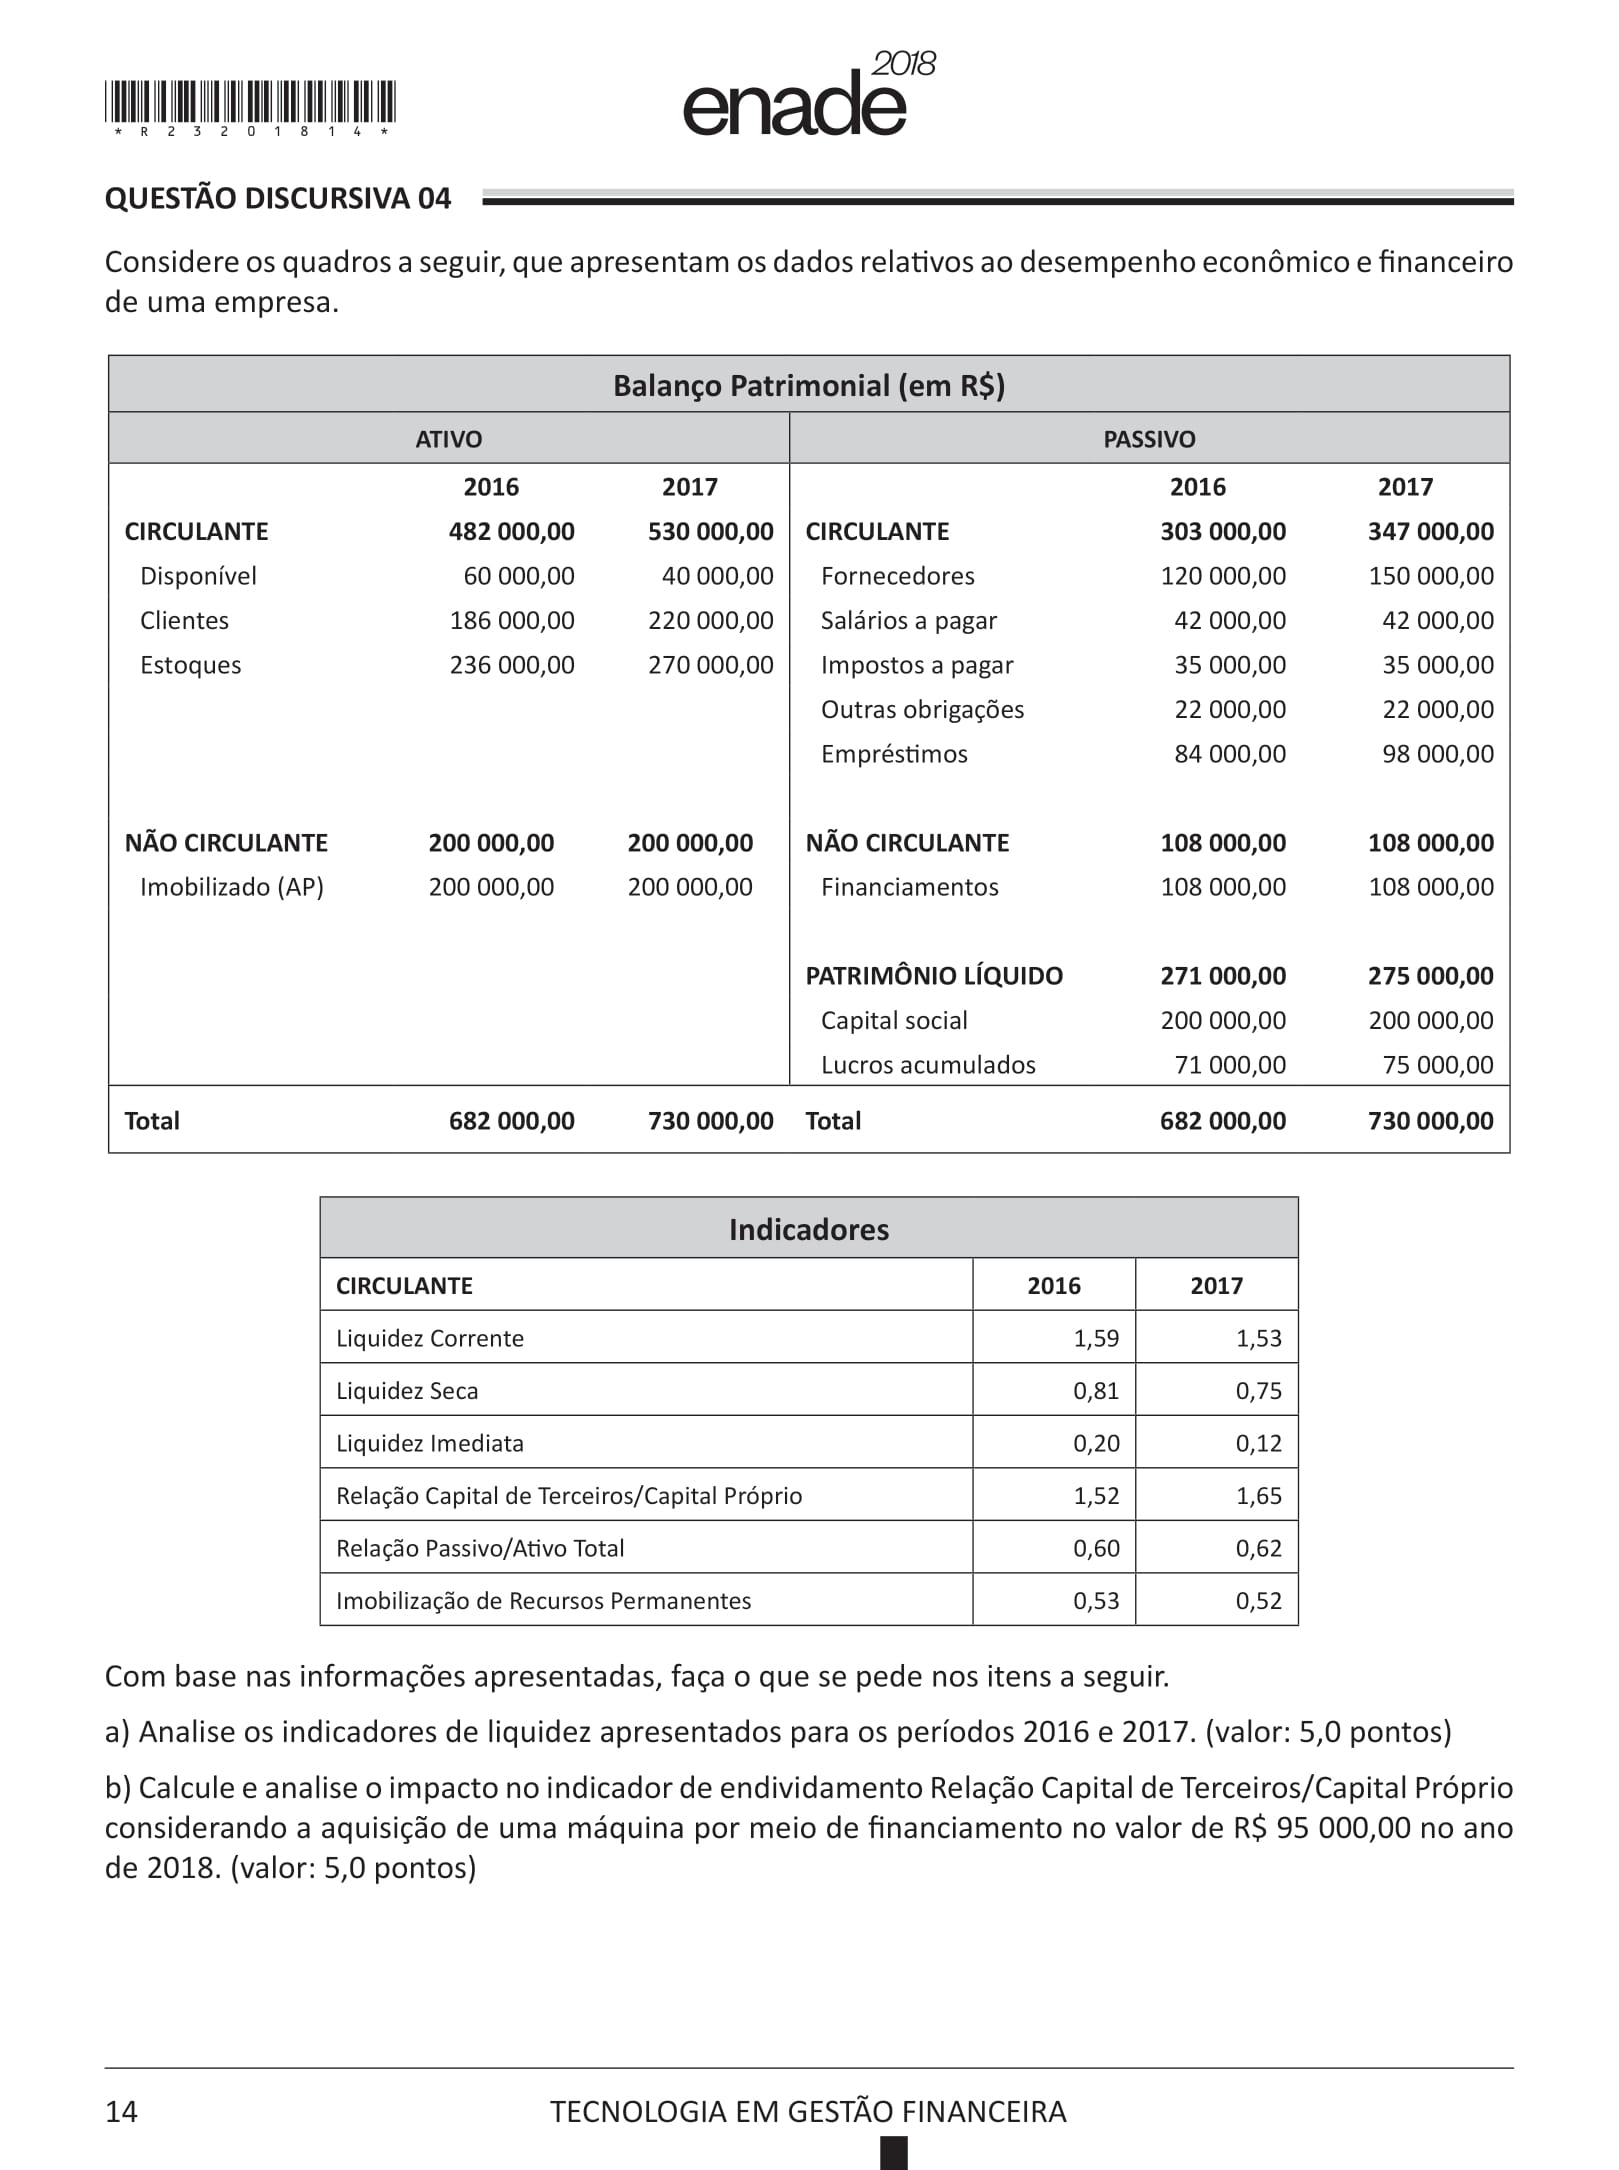 * R 2 3 2 0 1 8 1 4 *
enade 2018
QUESTÃO DISCURSIVA 04
Considere os quadros a seguir, que apresentam os dados relativos ao desempenho econômico e financeiro
de uma empresa.
Balanço Patrimonial (em R$)
ATIVO PASSIVO
2016 2017 2016 2017
CIRCULANTE 482 000,00 530 000,00 CIRCULANTE 303 000,00 347 000,00
Disponível 60 000,00 40 000,00 Fornecedores 120 000,00 150 000,00
Clientes 186 000,00 220 000,00 Salários a pagar 42 000,00 42 000,00
Estoques 236 000,00 270 000,00 Impostos a pagar 35 000,00 35 000,00
Outras obrigações 22 000,00 22 000,00
Empréstimos 84 000,00 98 000,00
NÃO CIRCULANTE 200 000,00 200 000,00 NÃO CIRCULANTE 108 000,00 108 000,00
Imobilizado (AP) 200 000,00 200 000,00 Financiamentos 108 000,00 108 000,00
PATRIMÔNIO LÍQUIDO 271 000,00 275 000,00
Capital social 200 000,00 200 000,00
Lucros acumulados 71 000,00 75 000,00
Total 682 000,00 730 000,00 Total 682 000,00 730 000,00
Indicadores
CIRCULANTE 2016 2017
Liquidez Corrente 1,59 1,53
Liquidez Seca 0,81 0,75
Liquidez Imediata 0,20 0,12
Relação Capital de Terceiros/Capital Próprio 1,52 1,65
Relação Passivo/Ativo Total 0,60 0,62
Imobilização de Recursos Permanentes 0,53 0,52
Com base nas informações apresentadas, faça o que se pede nos itens a seguir.
a) Analise os indicadores de liquidez apresentados para os períodos 2016 e 2017. (valor: 5,0 pontos)
b) Calcule e analise o impacto no indicador de endividamento Relação Capital de Terceiros/Capital Próprio
considerando a aquisição de uma máquina por meio de financiamento no valor de R$ 95 000,00 no ano
de 2018. (valor: 5,0 pontos)
14 TECNOLOGIA EM GESTÃO FINANCEIRA